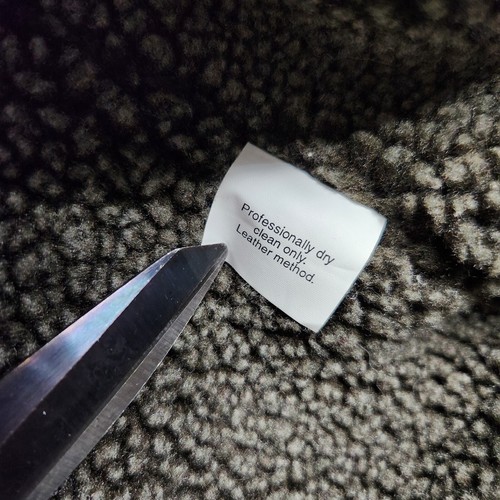 Professionally dry
clean only.
Leather method.